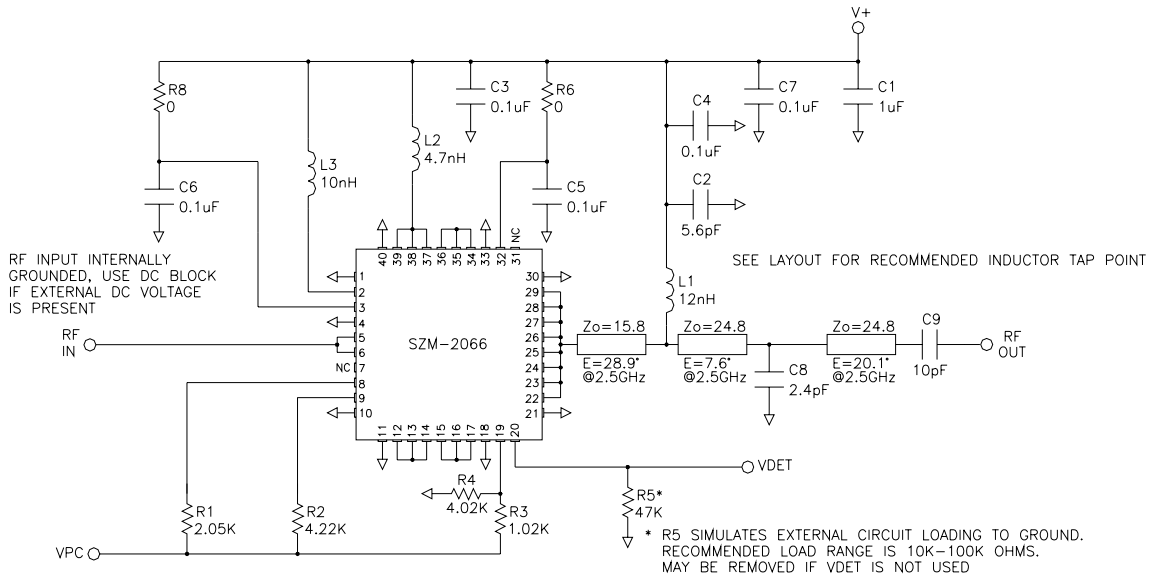 V+
R8
0
C3
0.1uF
R6
0
C7
0.1uF
C1
1uF
C4
0.1uF
L2
4.7nH
L3
10nH
C6
0.1uF
C5
0.1uF
C2
5.6pF
40 39 38 37 36 35 34 33 32 31 NC
RF INPUT INTERNALLY
GROUNDED, USE DC BLOCK
IF EXTERNAL DC VOLTAGE
IS PRESENT
SEE LAYOUT FOR RECOMMENDED INDUCTOR TAP POINT
1
2
3
4
5
6
NC 7
8
9
10
30
29
28
27
26
25
24
23
22
21
L1
12nH
RF
IN
SZM-2066
Zo=15.8
E=28.9°
@2.5GHz
Zo=24.8
E=7.6°
@2.5GHz
Zo=24.8
E=20.1°
@2.5GHz
C9
10pF
RF
OUT
C8
2.4pF
11 12 13 14 15 16 17 18 19 20
VDET
R4
4.02K
R5*
47K
R1
2.05K
R2
4.22K
R3
1.02K
VPC
* R5 SIMULATES EXTERNAL CIRCUIT LOADING TO GROUND.
RECOMMENDED LOAD RANGE IS 10K-100K OHMS.
MAY BE REMOVED IF VDET IS NOT USED